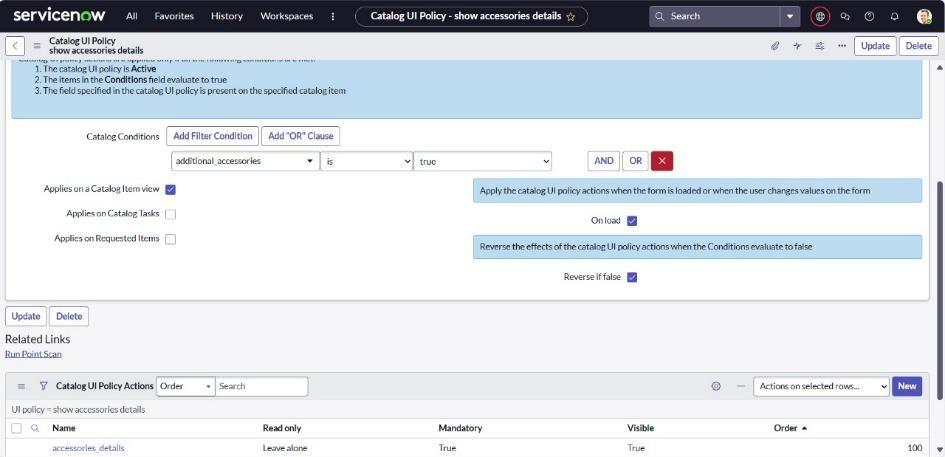 servicenow
All
Favorites
History
Workspaces
Catalog UI Policy - show accessories details
Search
Catalog UI Policy
show accessories details
Update
Delete
1. The catalog UI policy is Active
2. The items in the Conditions field evaluate to true
3. The field specified in the catalog UI policy is present on the specified catalog item
Catalog Conditions
Add Filter Condition
Add "OR" Clause
additional_accessories
is
true
AND
OR
Applies on a Catalog Item view
Applies on Catalog Tasks
Applies on Requested Items
Apply the catalog UI policy actions when the form is loaded or when the user changes values on the form
On load
Reverse the effects of the catalog UI policy actions when the Conditions evaluate to false
Reverse if false
Update
Delete
Related Links
Run Point Scan
Catalog UI Policy Actions
Order
Search
Actions on selected rows...
New
UI policy = show accessories details
Name
Read only
Mandatory
Visible
Order
accessories_details
Leave alone
True
True
100